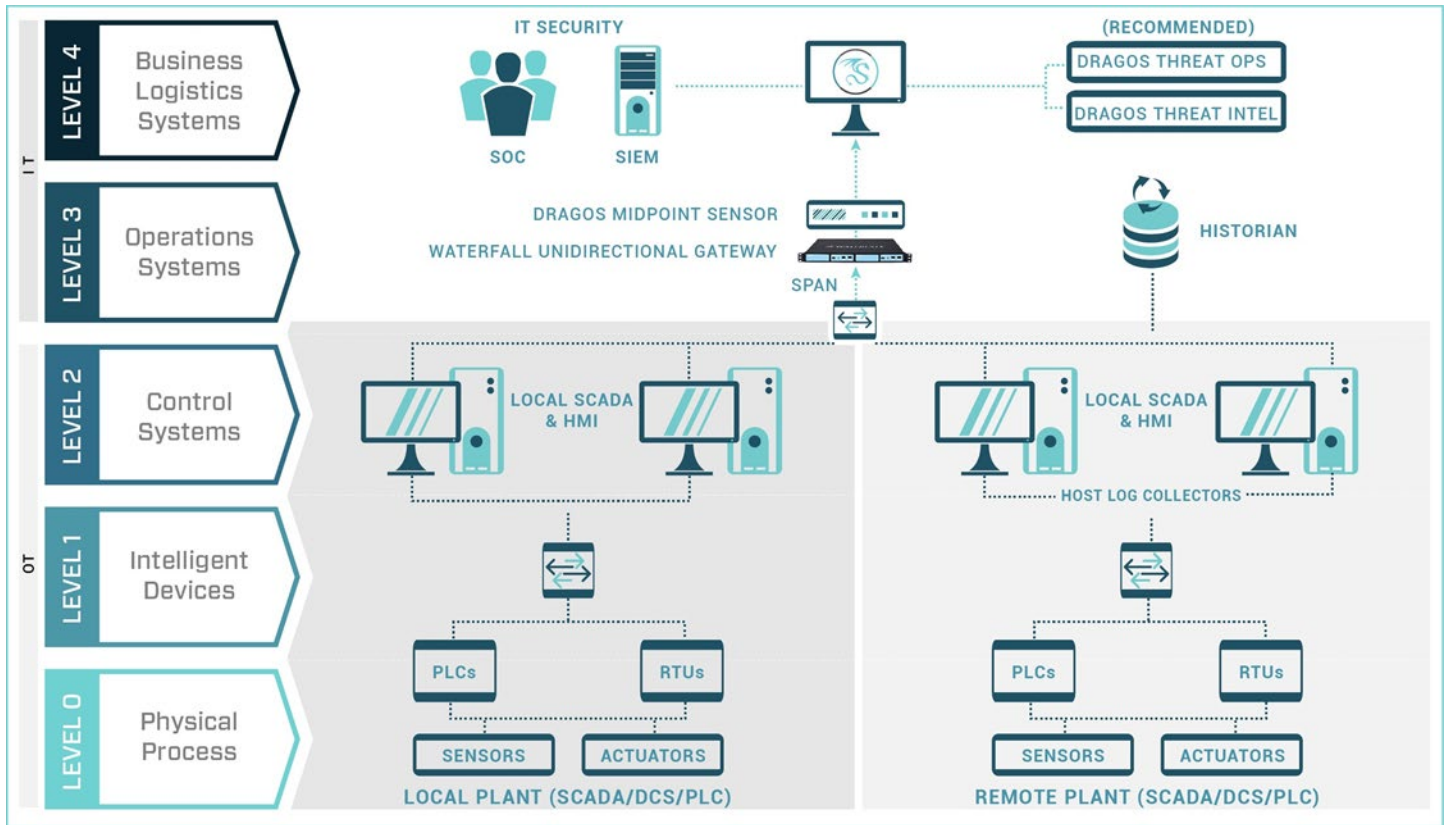 IT
OT
LEVEL 4
Business
Logistics
Systems
LEVEL 3
Operations
Systems
LEVEL 2
Control
Systems
LEVEL 1
Intelligent
Devices
LEVEL 0
Physical
Process
IT SECURITY
SOC
SIEM
(RECOMMENDED)
DRAGOS THREAT OPS
DRAGOS THREAT INTEL
DRAGOS MIDPOINT SENSOR
WATERFALL UNIDIRECTIONAL GATEWAY
SPAN
HISTORIAN
LOCAL SCADA
& HMI
LOCAL SCADA
& HMI
HOST LOG COLLECTORS
PLCs
RTUs
PLCs
RTUs
SENSORS
ACTUATORS
SENSORS
ACTUATORS
LOCAL PLANT (SCADA/DCS/PLC)
REMOTE PLANT (SCADA/DCS/PLC)